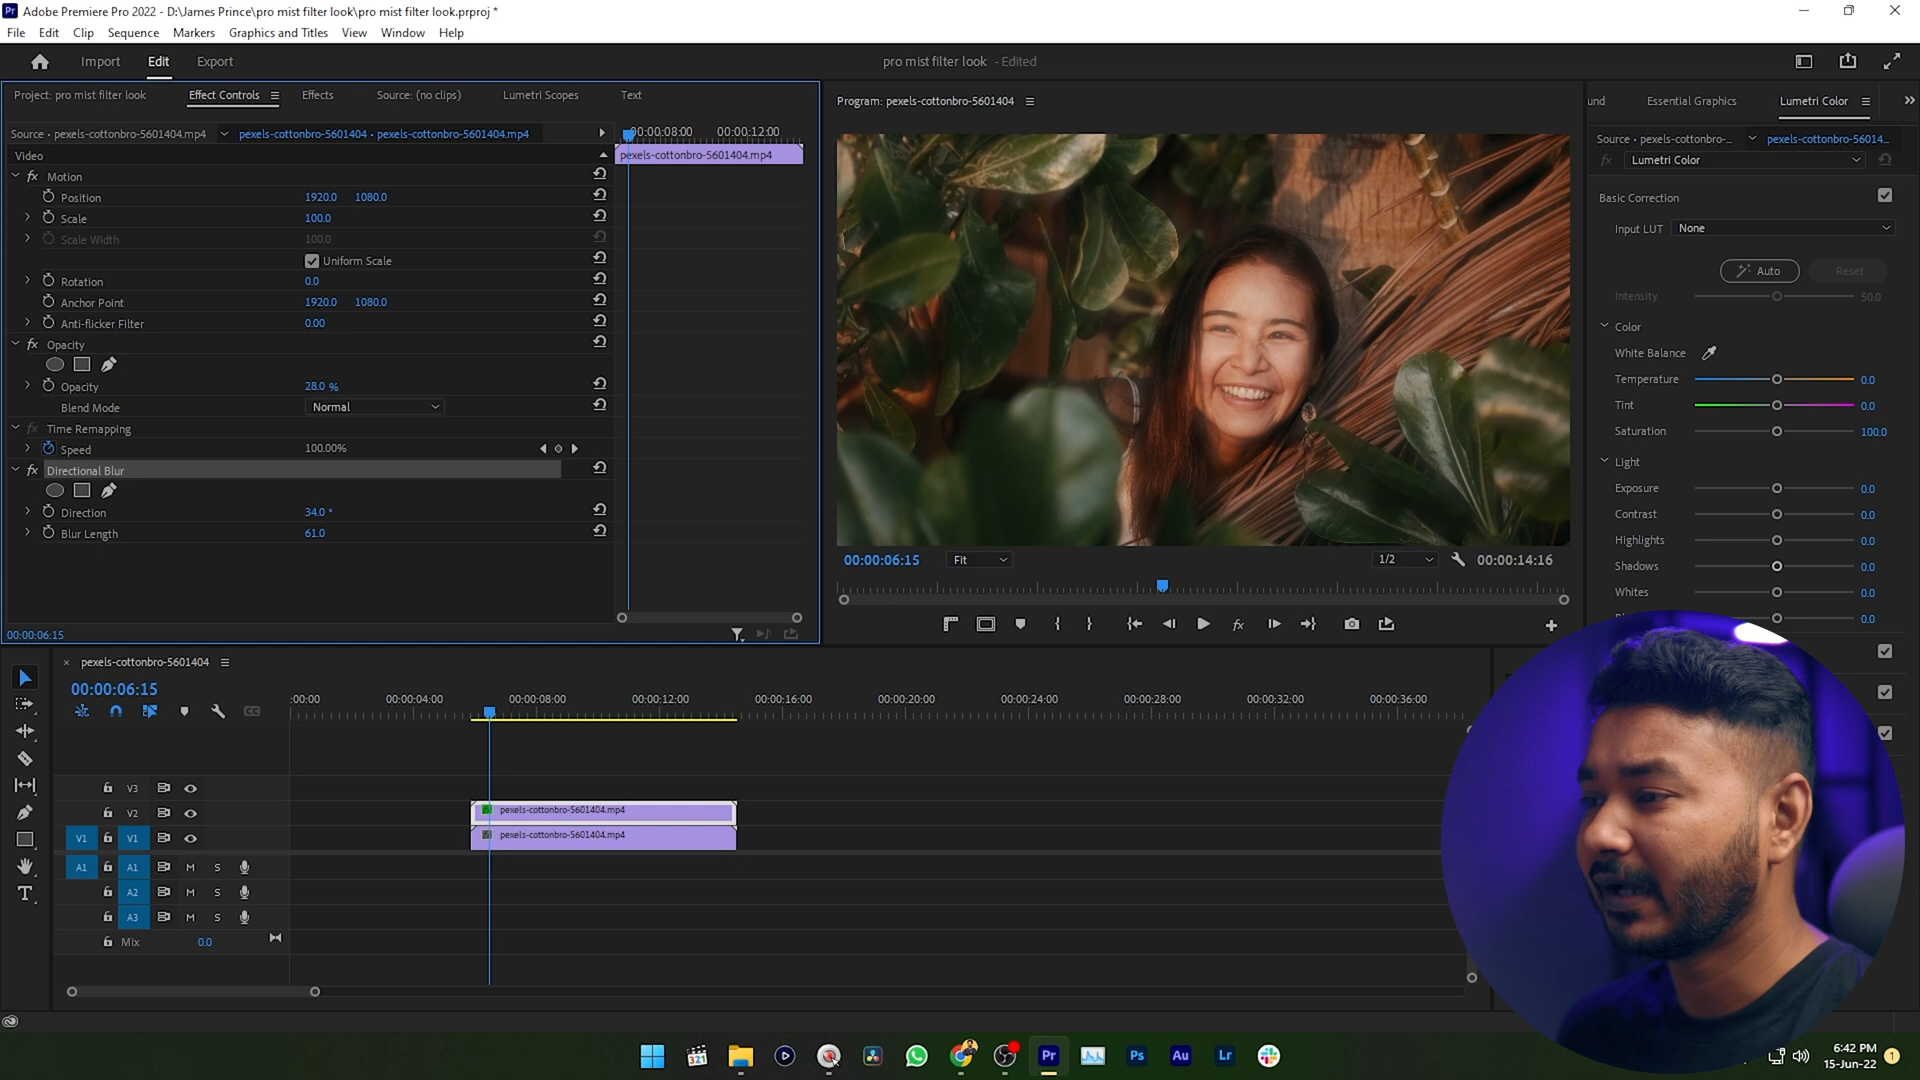 Adobe Premiere Pro 2022 - D:\James Prince\pro mist filter look\pro mist filter look.prproj *
File Edit Clip Sequence Markers Graphics and Titles View Window Help
Import Edit Export
pro mist filter look - Edited
Project: pro mist filter look Effect Controls Effects Source: (no clips) Lumetri Scopes Text
Source • pexels-cottonbro-5601404.mp4 pexels-cottonbro-5601404 • pexels-cottonbro-5601404.mp4
00:00:08:00 00:00:12:00
Video
pexels-cottonbro-5601404.mp4
fx Motion
Position 1920.0 1080.0
Scale 100.0
Scale Width 100.0
Uniform Scale
Rotation 0.0
Anchor Point 1920.0 1080.0
Anti-flicker Filter 0.00
fx Opacity
Opacity 28.0 %
Blend Mode Normal
fx Time Remapping
Speed 100.00%
fx Directional Blur
Direction 34.0 °
Blur Length 61.0
00:00:06:15
Program: pexels-cottonbro-5601404
00:00:06:15 Fit 1/2 00:00:14:16
fx
und Essential Graphics Lumetri Color
Source • pexels-cottonbro-... pexels-cottonbro-56014...
fx Lumetri Color
Basic Correction
Input LUT None
Auto Reset
Intensity 50.0
Color
White Balance
Temperature 0.0
Tint 0.0
Saturation 100.0
Light
Exposure 0.0
Contrast 0.0
Highlights 0.0
Shadows 0.0
Whites 0.0
0.0
pexels-cottonbro-5601404
00:00:06:15
:00:00 00:00:04:00 00:00:08:00 00:00:12:00 00:00:16:00 00:00:20:00 00:00:24:00 00:00:28:00 00:00:32:00 00:00:36:00
V3
V2
pexels-cottonbro-5601404.mp4
V1 V1
pexels-cottonbro-5601404.mp4
A1 A1 M S
A2 M S
A3 M S
Mix 0.0
321 Pr Ps Au Lr
6:42 PM
15-Jun-22
1